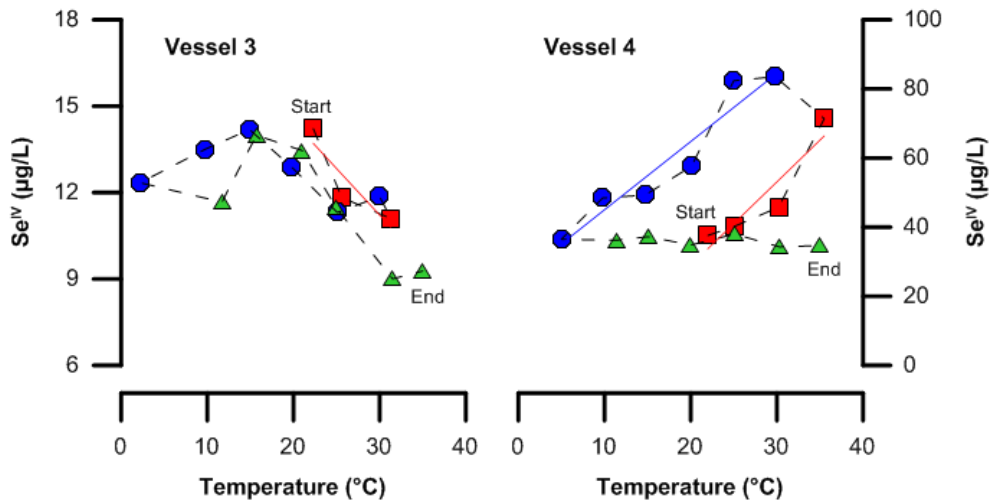 Vessel 3
Start
End
18
15
12
9
6
Se^IV (µg/L)
0 10 20 30 40
Temperature (°C)
Vessel 4
Start
End
100
80
60
40
20
0
Se^IV (µg/L)
0 10 20 30 40
Temperature (°C)